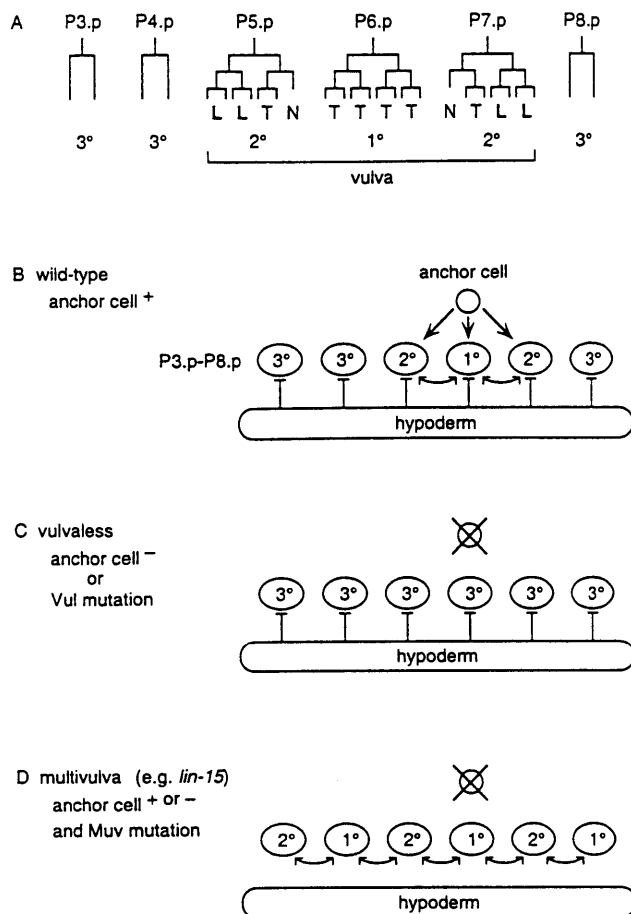 A P3.p P4.p P5.p P6.p P7.p P8.p
L L T N T T T T N T L L
3° 3° 2° 1° 2° 3°
vulva
B wild-type
anchor cell +
anchor cell
P3.p-P8.p 3° 3° 2° 1° 2° 3°
hypoderm
C vulvaless
anchor cell −
or
Vul mutation
3° 3° 3° 3° 3° 3°
hypoderm
D multivulva (e.g. lin-15)
anchor cell + or −
and Muv mutation
2° 1° 2° 1° 2° 1°
hypoderm